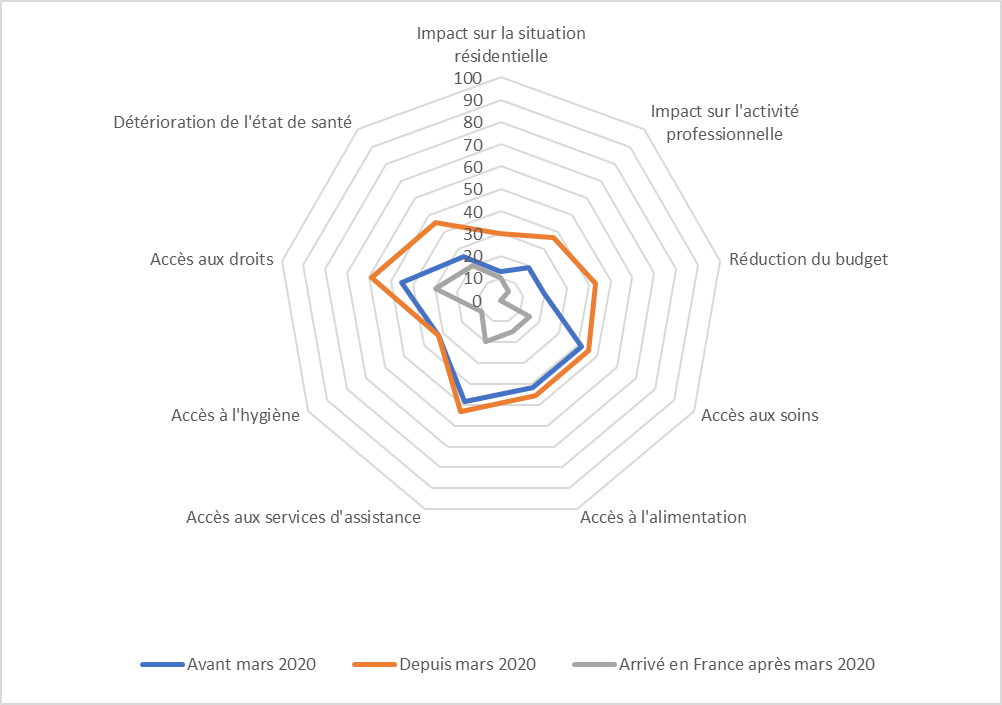 Impact sur la situation
résidentielle
Impact sur l'activité
professionnelle
Réduction du budget
Accès aux soins
Accès à l'alimentation
Accès aux services d'assistance
Accès à l'hygiène
Accès aux droits
Détérioration de l'état de santé
100
90
80
70
60
50
40
30
20
10
0
Avant mars 2020
Depuis mars 2020
Arrivé en France après mars 2020